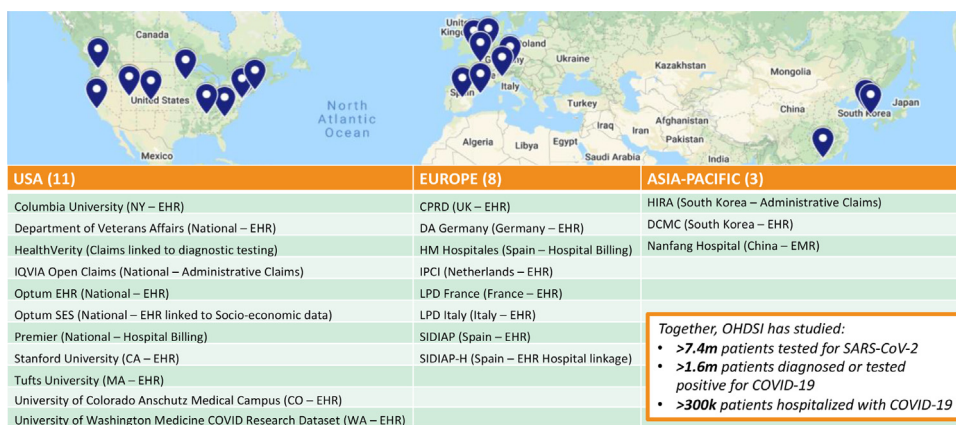 Canada
United States
Mexico
North
Atlantic
Ocean
Poland
Ukraine
Italy
Turkey
Algeria
Libya
Egypt
Iraq
Iran
Saudi Arabia
Kazakhstan
Afghanistan
Pakistan
India
Mongolia
China
South Korea
Japan
USA (11)
Columbia University (NY – EHR)
Department of Veterans Affairs (National – EHR)
HealthVerity (Claims linked to diagnostic testing)
IQVIA Open Claims (National – Administrative Claims)
Optum EHR (National – EHR)
Optum SES (National – EHR linked to Socio-economic data)
Premier (National – Hospital Billing)
Stanford University (CA – EHR)
Tufts University (MA – EHR)
University of Colorado Anschutz Medical Campus (CO – EHR)
University of Washington Medicine COVID Research Dataset (WA – EHR)
EUROPE (8)
CPRD (UK – EHR)
DA Germany (Germany – EHR)
HM Hospitales (Spain – Hospital Billing)
IPCI (Netherlands – EHR)
LPD France (France – EHR)
LPD Italy (Italy – EHR)
SIDIAP (Spain – EHR)
SIDIAP-H (Spain – EHR Hospital linkage)
ASIA-PACIFIC (3)
HIRA (South Korea – Administrative Claims)
DCMC (South Korea – EHR)
Nanfang Hospital (China – EMR)
Together, OHDSI has studied:
• >7.4m patients tested for SARS-CoV-2
• >1.6m patients diagnosed or tested
positive for COVID-19
• >300k patients hospitalized with COVID-19